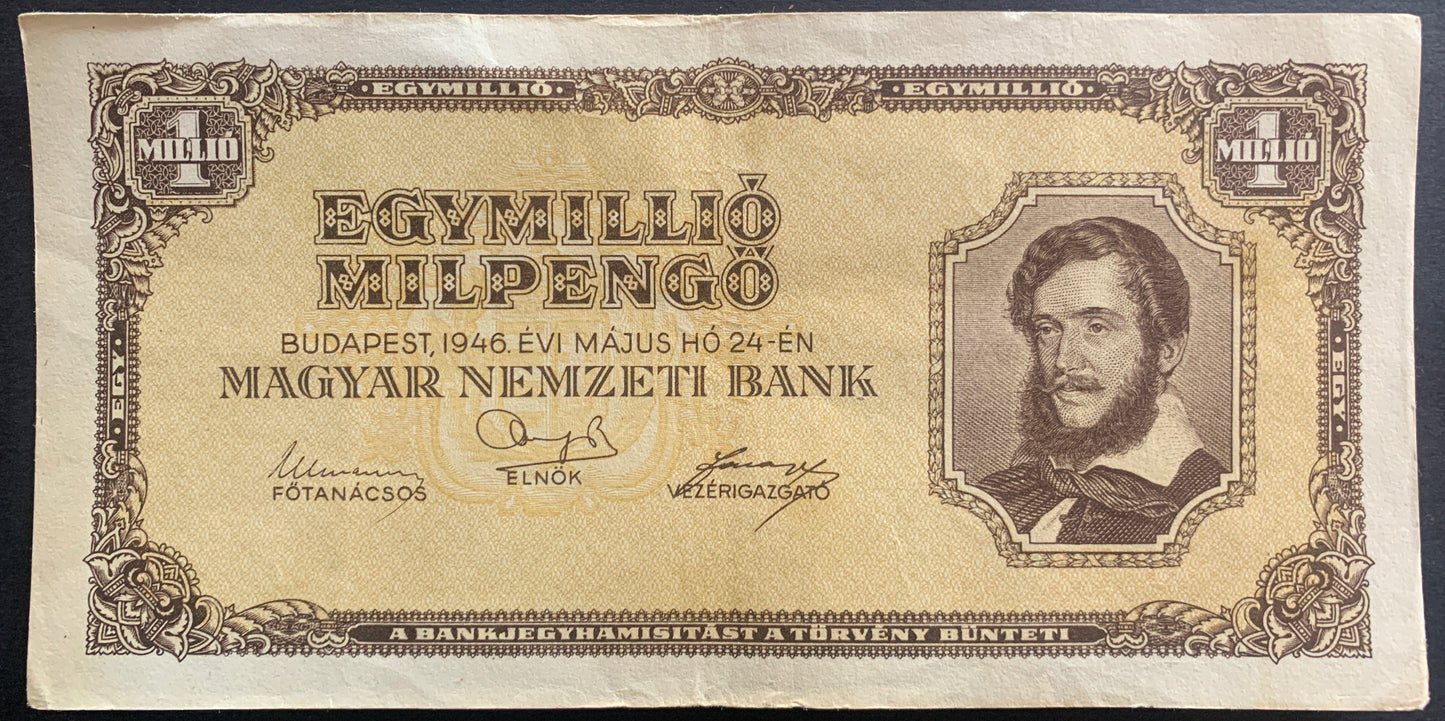 · EGYMILLIÓ · · EGYMILLIÓ ·
1 MILLIÓ
1 MILLIÓ
EGYMILLIÓ
MILPENGŐ
BUDAPEST, 1946. ÉVI MÁJUS HÓ 24-ÉN
MAGYAR NEMZETI BANK
FŐTANÁCSOS
ELNÖK
VEZÉRIGAZGATÓ
EGY
EGY
A BANKJEGYHAMISÍTÁST A TÖRVÉNY BÜNTETI